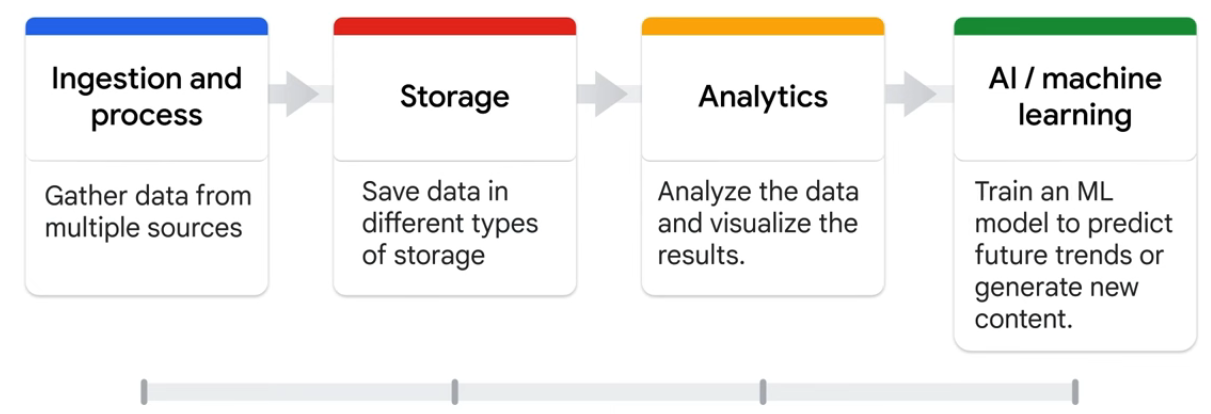 Ingestion and
process
Gather data from
multiple sources
Storage
Save data in
different types
of storage
Analytics
Analyze the data
and visualize the
results.
AI / machine
learning
Train an ML
model to predict
future trends or
generate new
content.